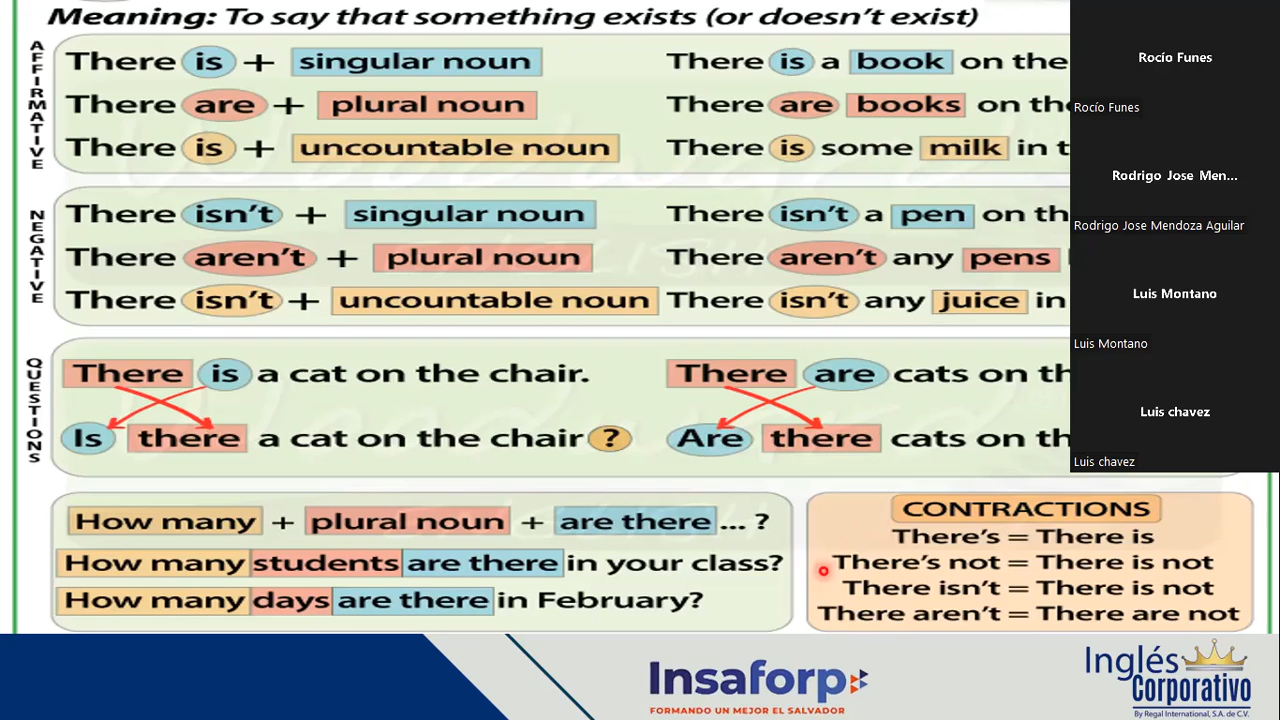 Meaning: To say that something exists (or doesn't exist)
AFFIRMATIVE
There is + singular noun
There is a book on the
There are + plural noun
There are books on the
There is + uncountable noun
There is some milk in t
NEGATIVE
There isn't + singular noun
There isn't a pen on th
There aren't + plural noun
There aren't any pens
There isn't + uncountable noun
There isn't any juice in
QUESTIONS
There is a cat on the chair.
There are cats on th
Is there a cat on the chair ?
Are there cats on th
How many + plural noun + are there ... ?
How many students are there in your class?
How many days are there in February?
CONTRACTIONS
There's = There is
There's not = There is not
There isn't = There is not
There aren't = There are not
Rocío Funes
Rocío Funes
Rodrigo Jose Men...
Rodrigo Jose Mendoza Aguilar
Luis Montano
Luis Montano
Luis chavez
Luis chavez
Insaforp
FORMANDO UN MEJOR EL SALVADOR
Inglés
Corporativo
By Regal International, S.A. de C.V.